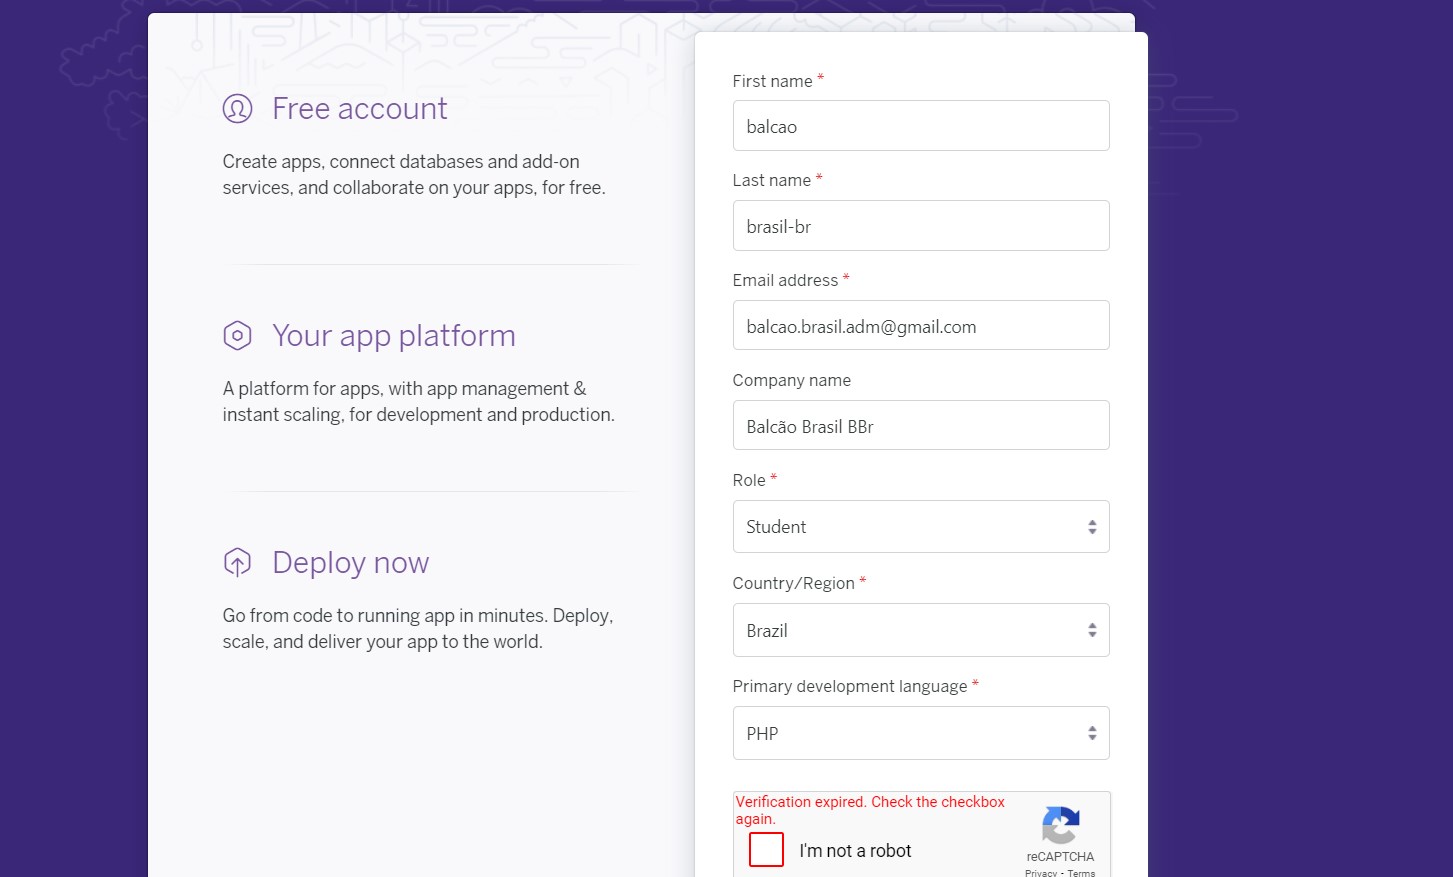 Free account
Create apps, connect databases and add-on
services, and collaborate on your apps, for free.
Your app platform
A platform for apps, with app management &
instant scaling, for development and production.
Deploy now
Go from code to running app in minutes. Deploy,
scale, and deliver your app to the world.
First name *
balcao
Last name *
brasil-br
Email address *
balcao.brasil.adm@gmail.com
Company name
Balcão Brasil BBr
Role *
Student
Country/Region *
Brazil
Primary development language *
PHP
Verification expired. Check the checkbox
again.
I'm not a robot
reCAPTCHA
Privacy - Terms